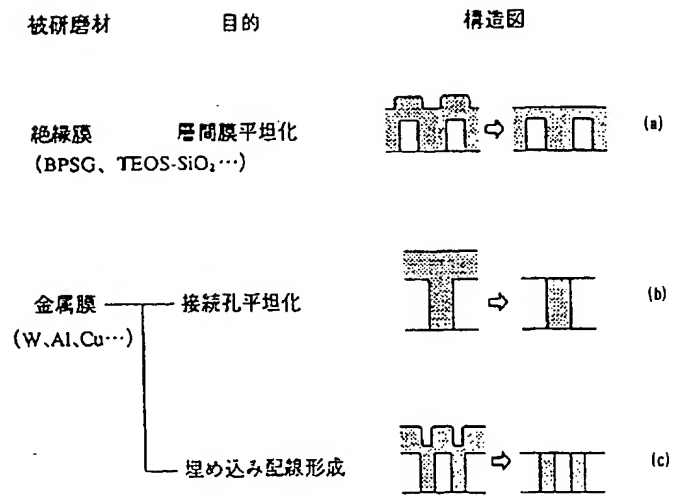 被研磨材 目的 構造図
絶縁膜 層間膜平坦化 (a)
(BPSG、TEOS-SiO₂…)
金属膜 接続孔平坦化 (b)
(W、Al、Cu…)
埋め込み配線形成 (c)